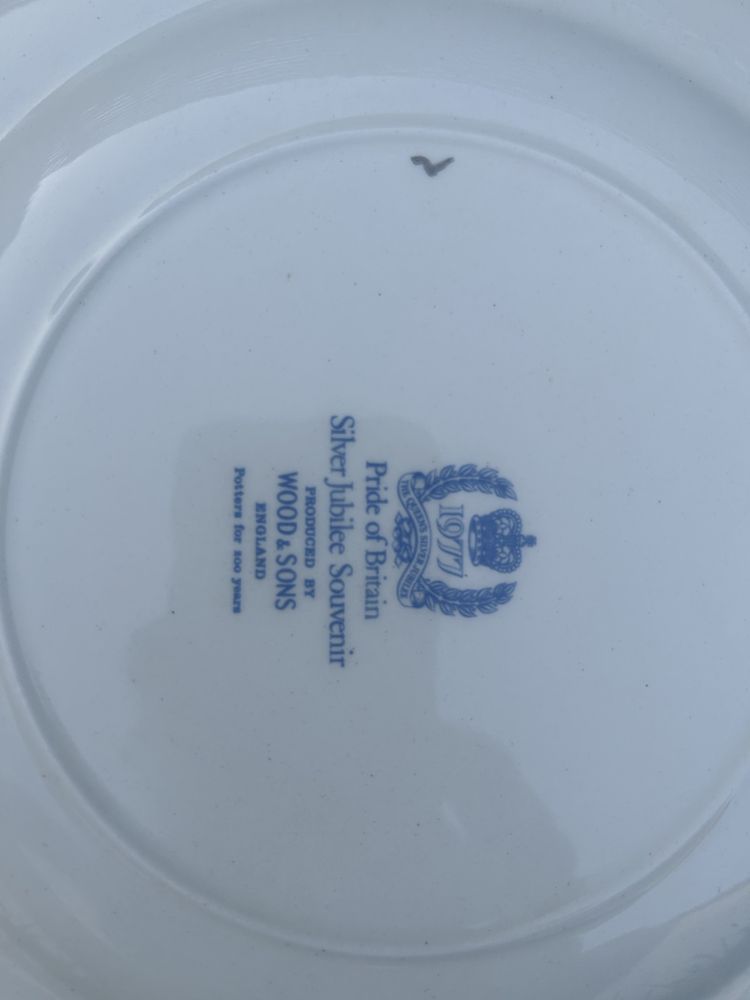 1977
THE QUEENS SILVER JUBILEE
Pride of Britain
Silver Jubilee Souvenir
PRODUCED BY
WOOD & SONS
ENGLAND
Potters for 200 years